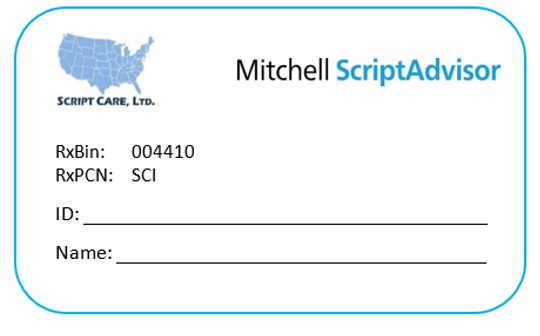 SCRIPT CARE, LTD.
Mitchell ScriptAdvisor
RxBin: 004410
RxPCN: SCI
ID:
Name: